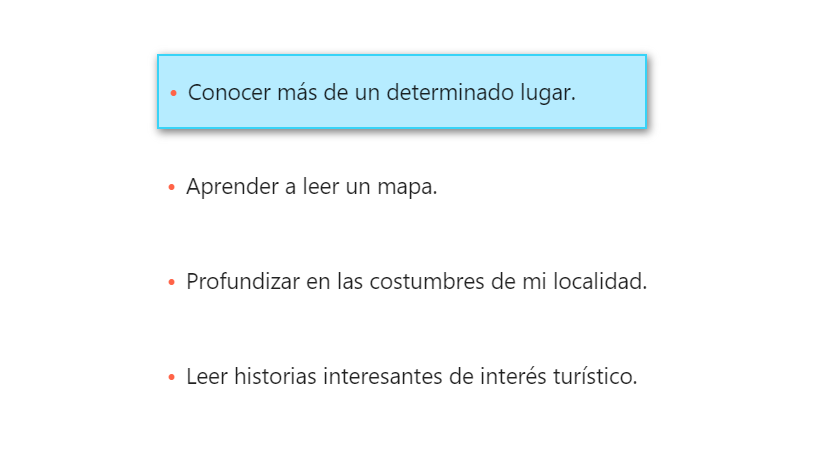 • Conocer más de un determinado lugar.
• Aprender a leer un mapa.
• Profundizar en las costumbres de mi localidad.
• Leer historias interesantes de interés turístico.